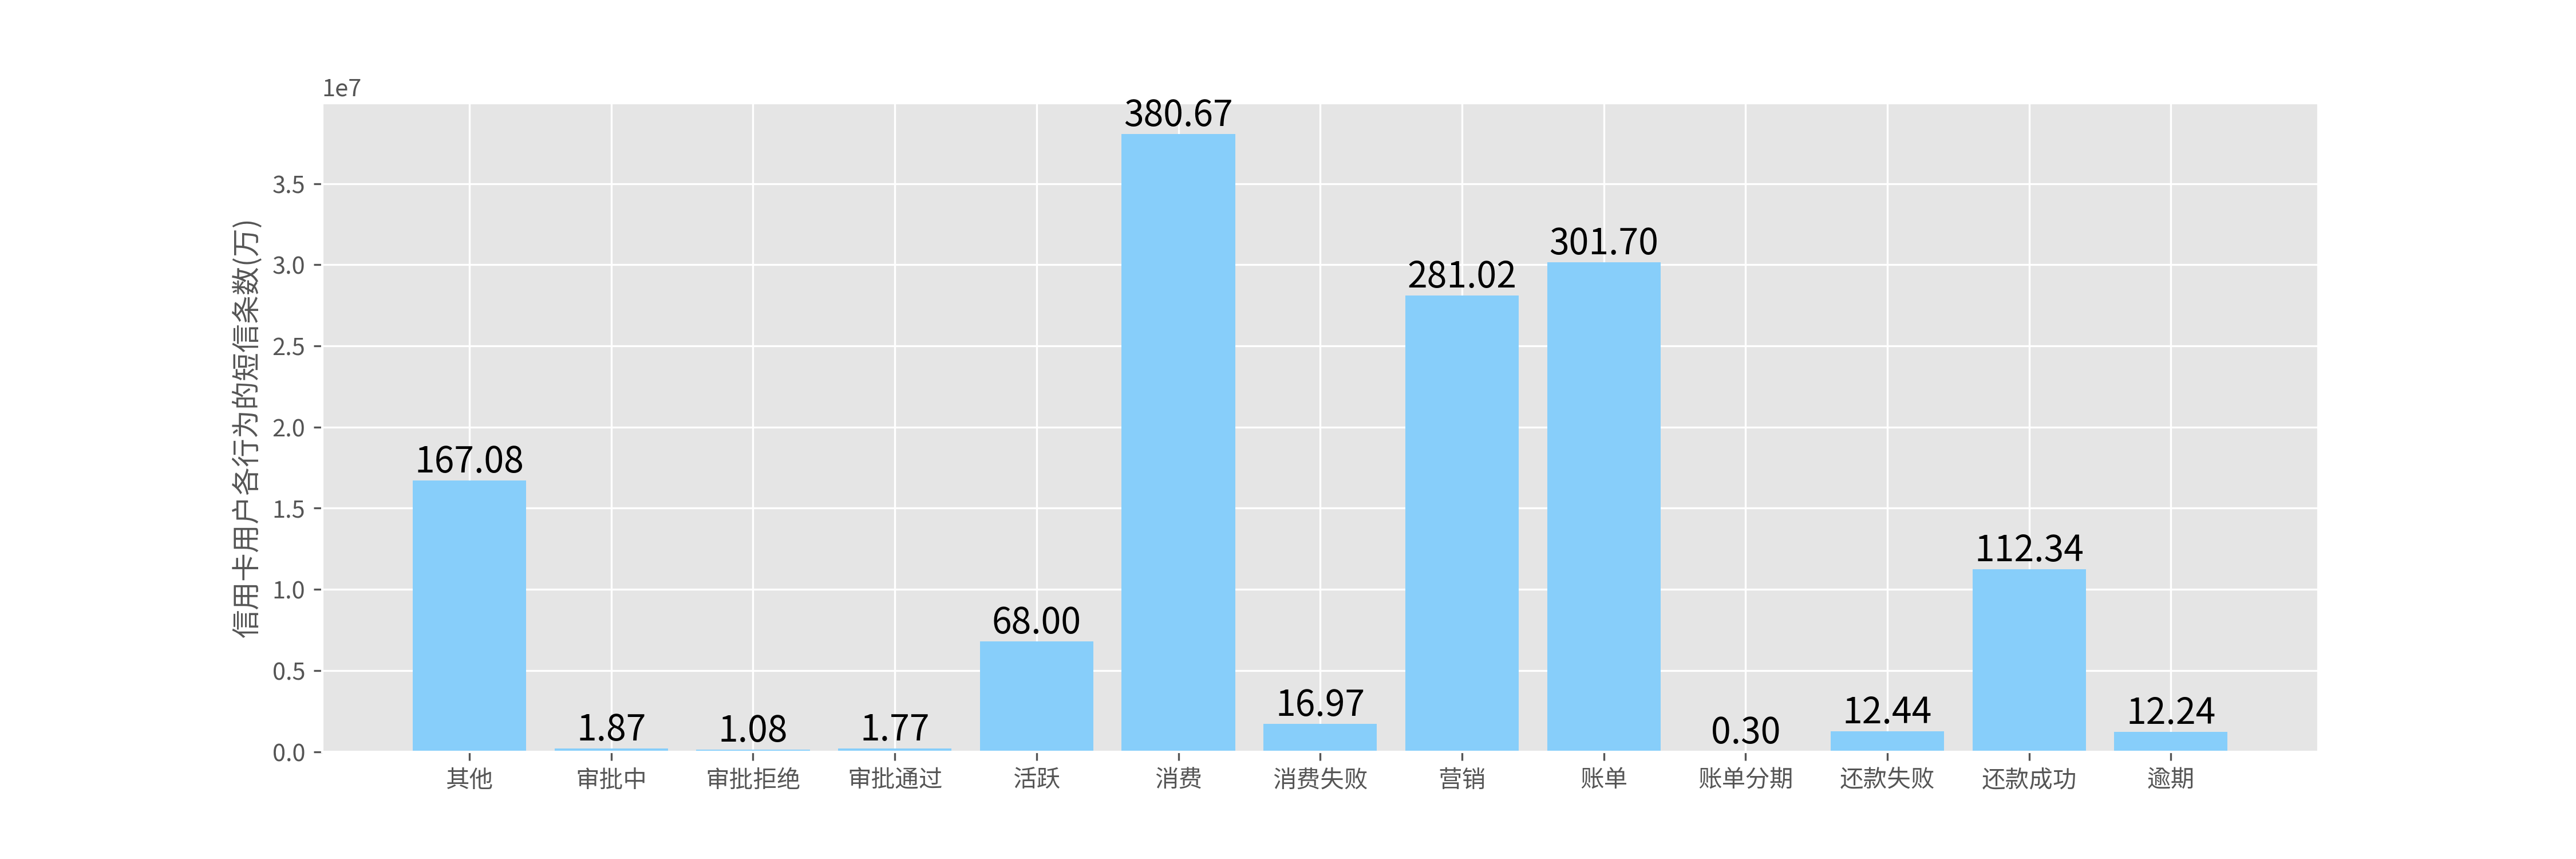 1e7
信用卡用户各行为的短信条数(万)
3.5
3.0
2.5
2.0
1.5
1.0
0.5
0.0
167.08
1.87
1.08
1.77
68.00
380.67
16.97
281.02
301.70
0.30
12.44
112.34
12.24
其他
审批中
审批拒绝
审批通过
活跃
消费
消费失败
营销
账单
账单分期
还款失败
还款成功
逾期